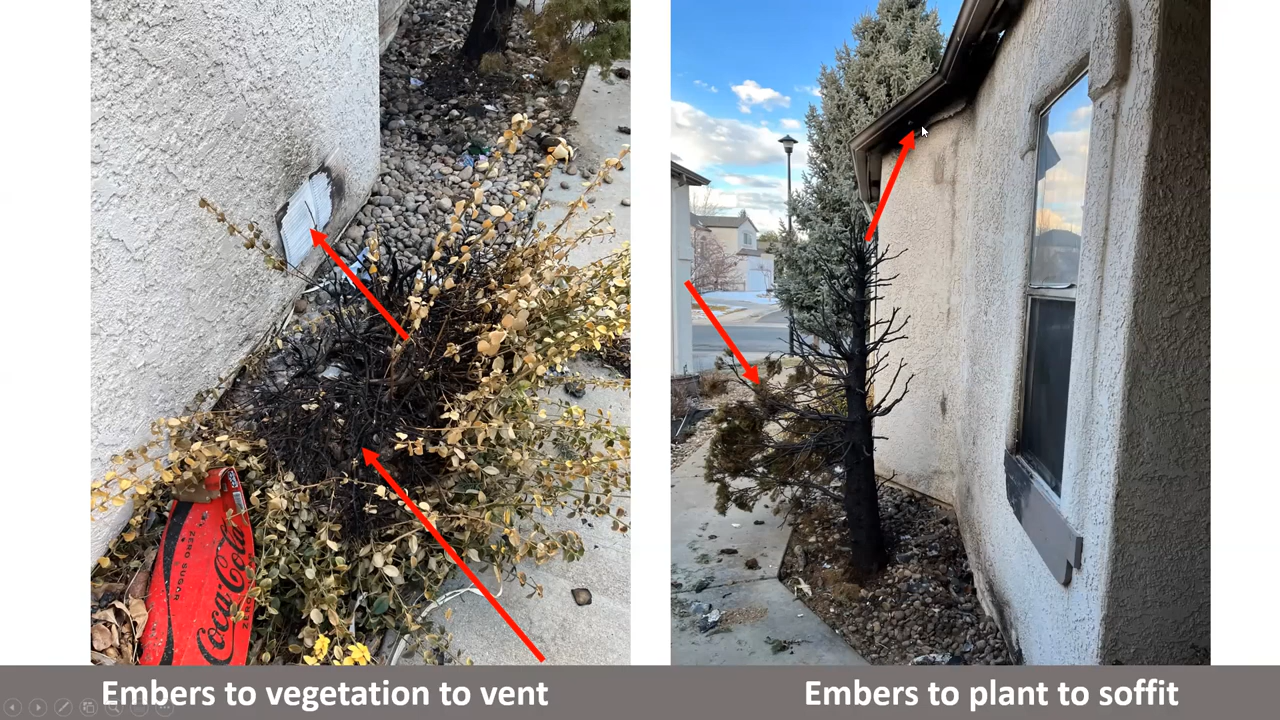 Coca-Cola
ZERO SUGAR
Embers to vegetation to vent
Embers to plant to soffit